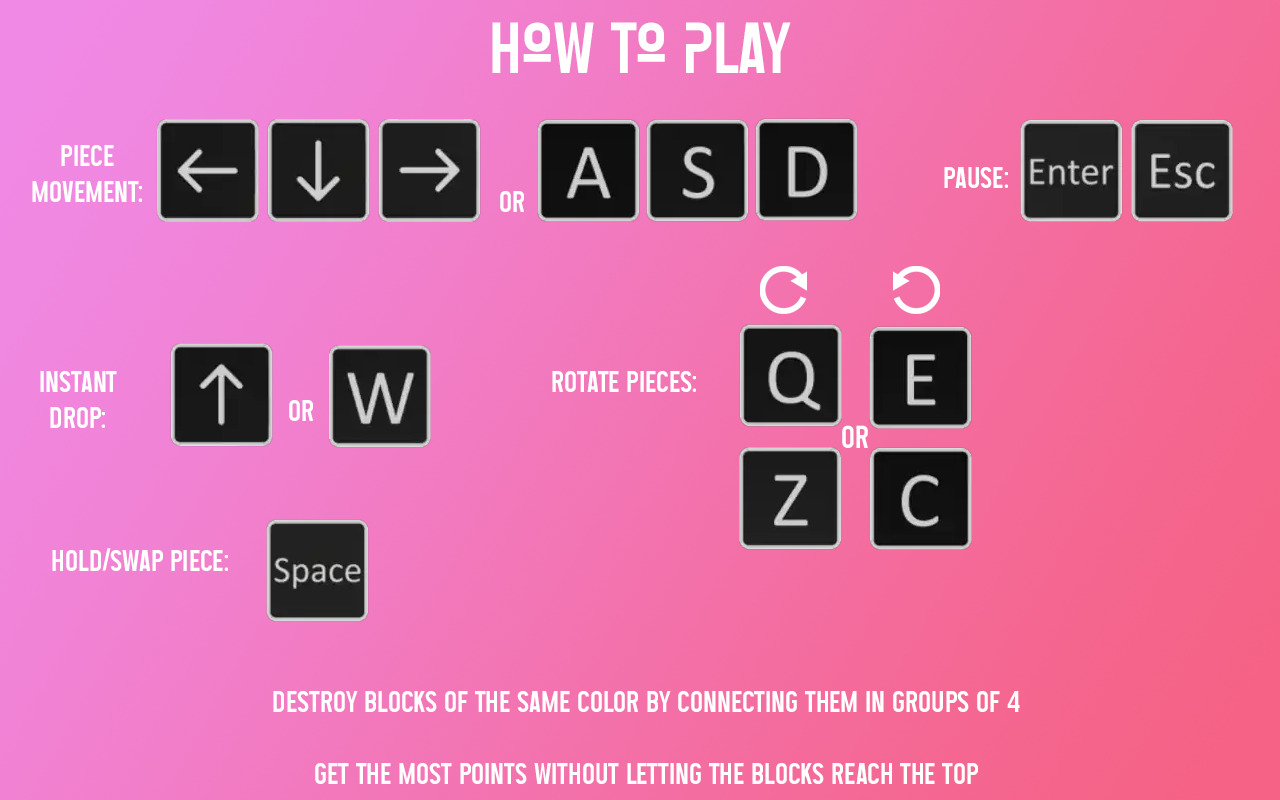 HOW TO PLAY
PIECE
MOVEMENT:
← ↓ → OR A S D
PAUSE: Enter Esc
INSTANT
DROP:
↑ OR W
ROTATE PIECES:
Q E
OR
Z C
HOLD/SWAP PIECE: Space
DESTROY BLOCKS OF THE SAME COLOR BY CONNECTING THEM IN GROUPS OF 4
GET THE MOST POINTS WITHOUT LETTING THE BLOCKS REACH THE TOP